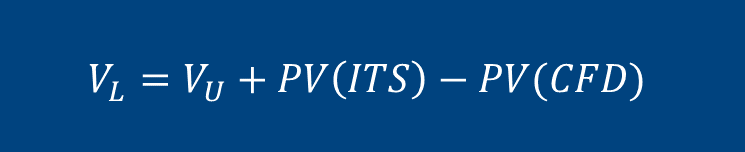 V_L = V_U + PV(ITS) − PV(CFD)